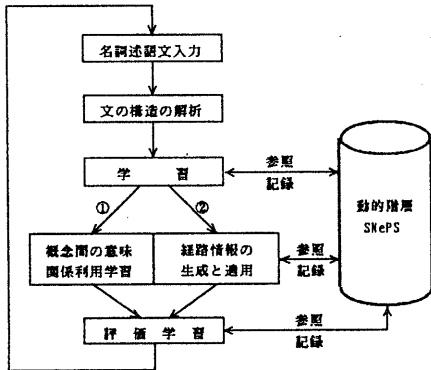 名詞述語文入力
文の構造の解析
学 習
参照
記録
動的階層
SNePS
①
②
概念間の意味
関係利用学習
経路情報の
生成と適用
参照
記録
評 価 学 習
参照
記録